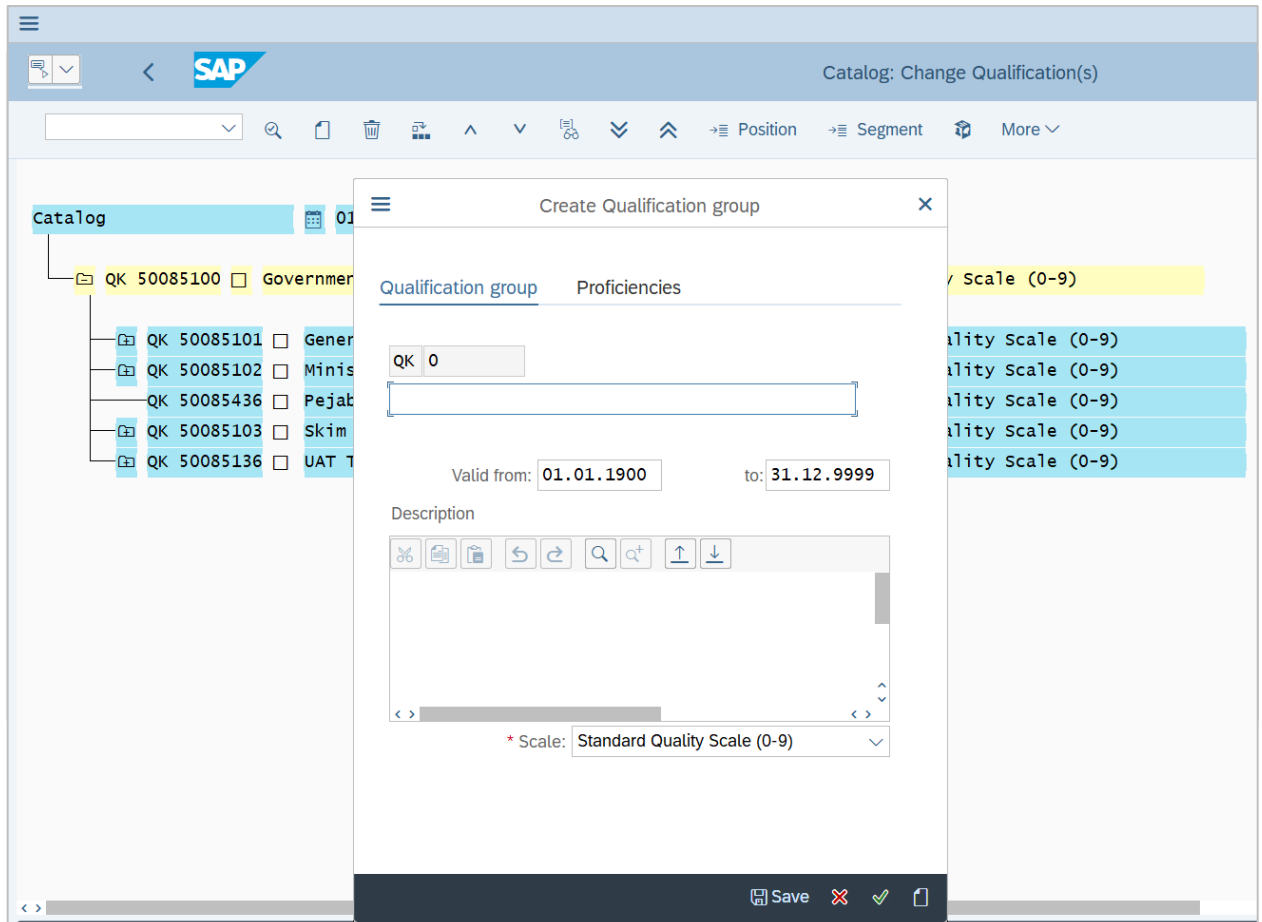 SAP
Catalog: Change Qualification(s)
Position
Segment
More
Create Qualification group
Catalog
01
QK 50085100
Governmen
y Scale (0-9)
Qualification group
Proficiencies
QK 50085101
Gener
ality Scale (0-9)
QK 0
QK 50085102
Minis
ality Scale (0-9)
QK 50085436
Pejab
ality Scale (0-9)
QK 50085103
Skim
ality Scale (0-9)
QK 50085136
UAT T
ality Scale (0-9)
Valid from: 01.01.1900
to: 31.12.9999
Description
* Scale: Standard Quality Scale (0-9)
Save